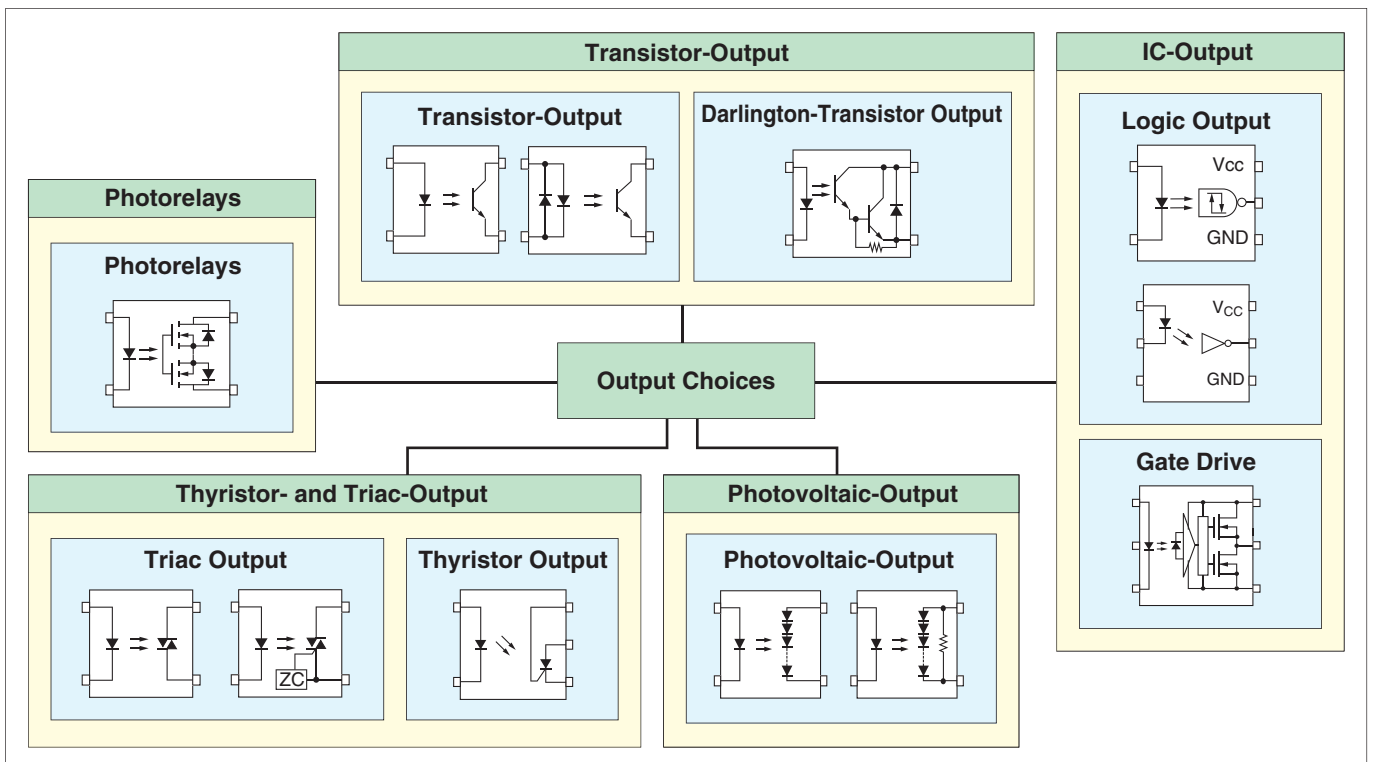 Transistor-Output
Transistor-Output
Darlington-Transistor Output
IC-Output
Logic Output
Vcc
GND
VCC
GND
Gate Drive
Photorelays
Photorelays
Output Choices
Thyristor- and Triac-Output
Triac Output
ZC
Thyristor Output
Photovoltaic-Output
Photovoltaic-Output